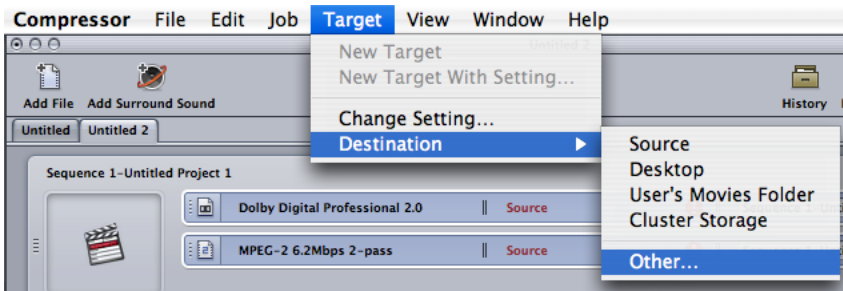 Compressor File Edit Job Target View Window Help
Untitled 2
New Target
New Target With Setting...
Add File Add Surround Sound
History
Change Setting...
Untitled Untitled 2
Destination
Source
Desktop
User's Movies Folder
Cluster Storage
Other...
Sequence 1-Untitled Project 1
Dolby Digital Professional 2.0 Source
MPEG-2 6.2Mbps 2-pass Source